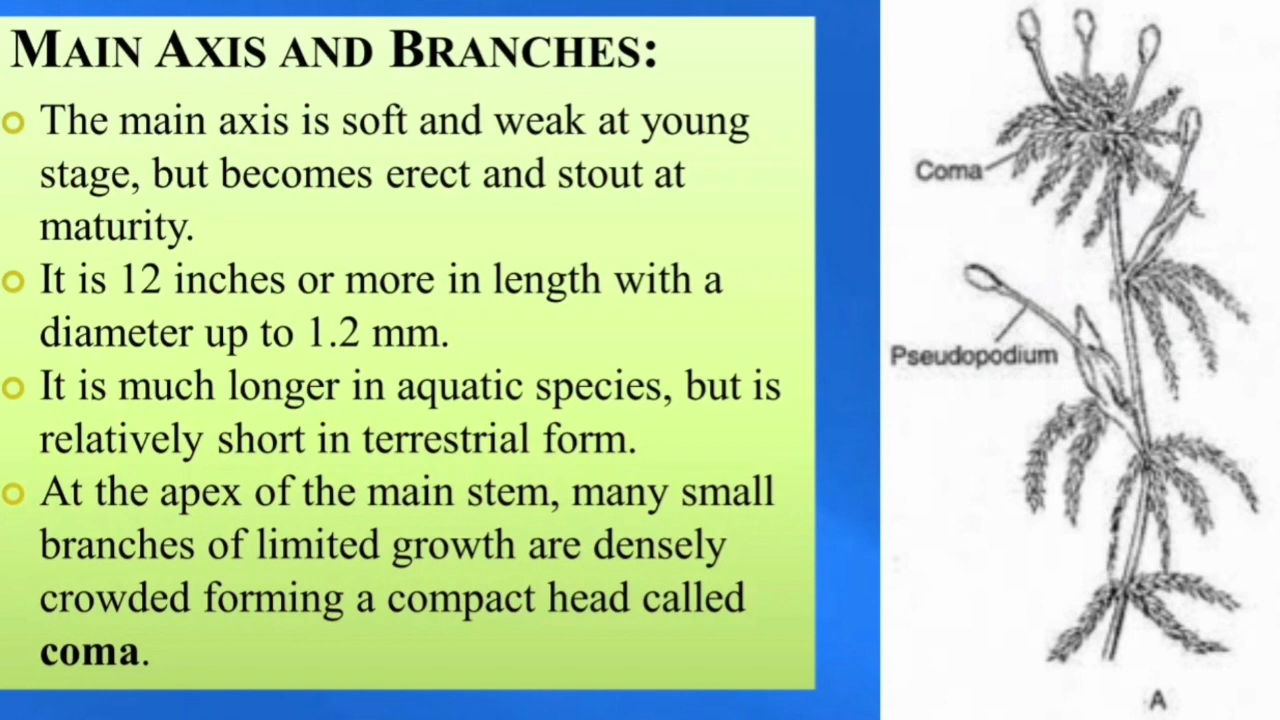 MAIN AXIS AND BRANCHES:
The main axis is soft and weak at young
stage, but becomes erect and stout at
maturity.
It is 12 inches or more in length with a
diameter up to 1.2 mm.
It is much longer in aquatic species, but is
relatively short in terrestrial form.
At the apex of the main stem, many small
branches of limited growth are densely
crowded forming a compact head called
coma.
Coma
Pseudopodium
A